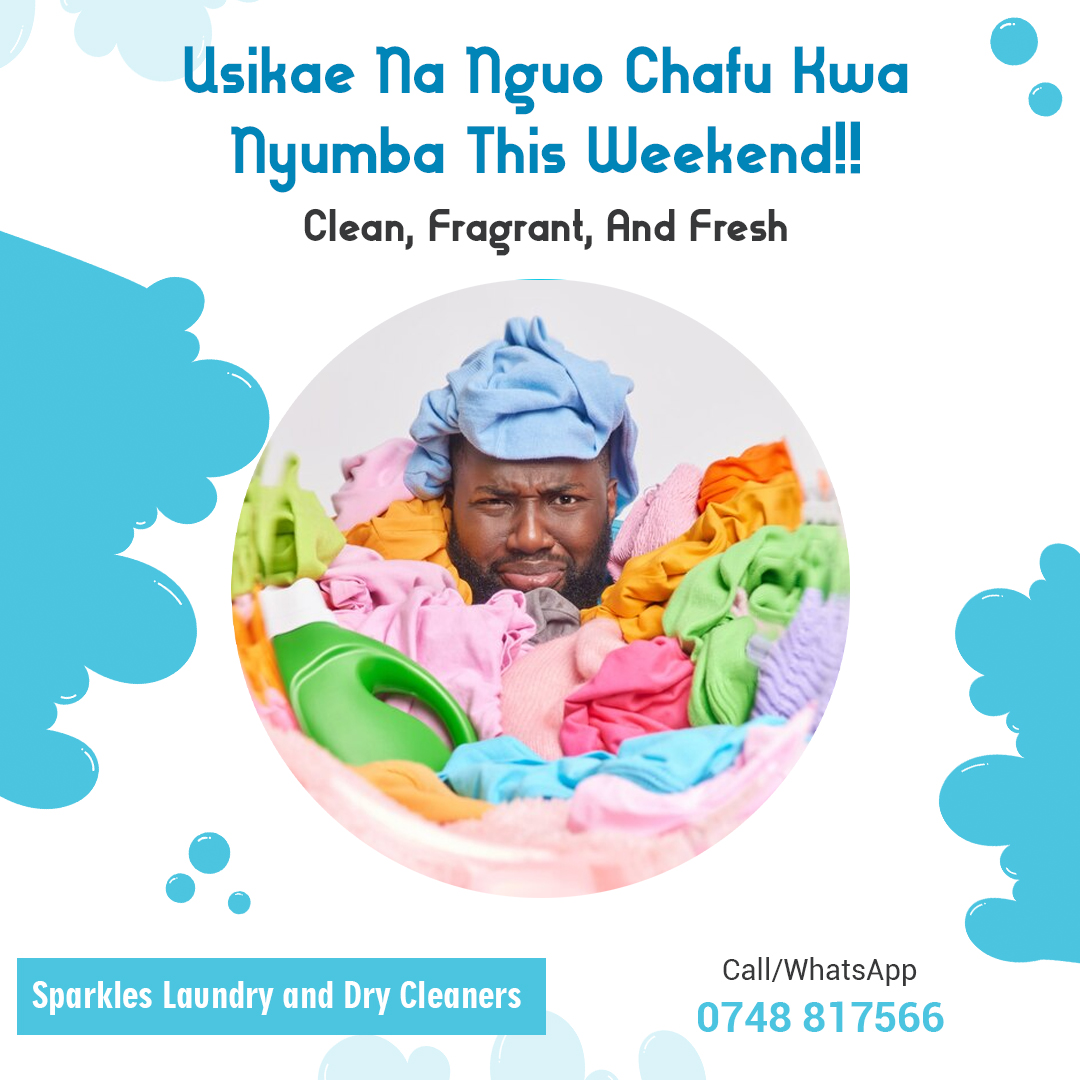 Usikae Na Nguo Chafu Kwa
Nyumba This Weekend!!
Clean, Fragrant, And Fresh
Sparkles Laundry and Dry Cleaners
Call/WhatsApp
0748 817566